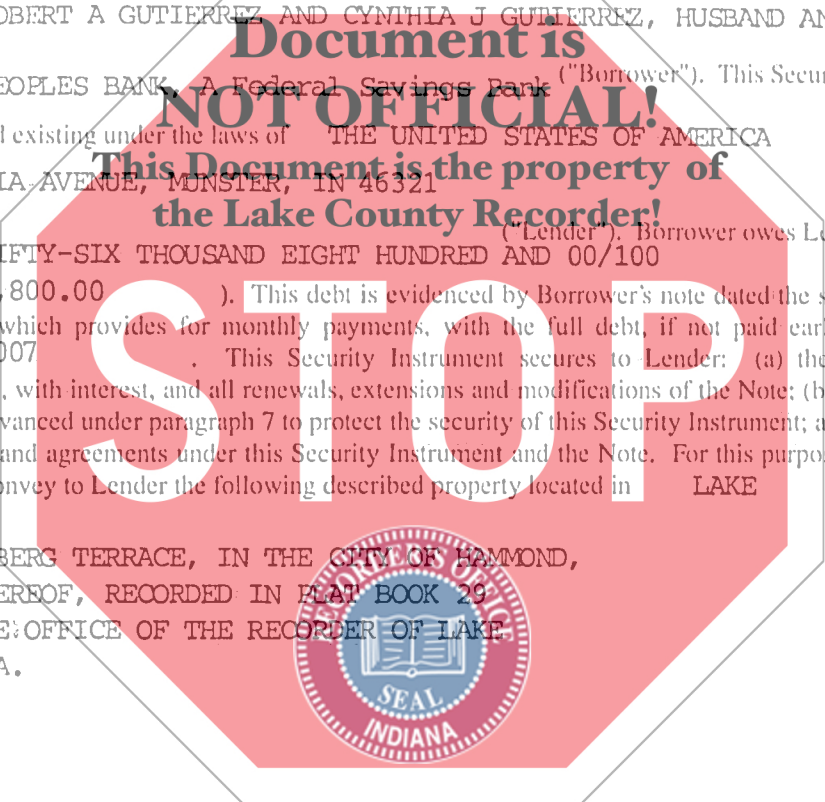 OBERT A GUTIERREZ AND CYNTHIA J GUTIERREZ, HUSBAND AN
Document is
EOPLES BANK, A Federal Savings Bank ("Borrower"). This Secur
NOT OFFICIAL!
d existing under the laws of THE UNITED STATES OF AMERICA
This Document is the property of
IA AVENUE, MUNSTER, IN 46321
the Lake County Recorder!
("Lender"). Borrower owes Le
IFTY-SIX THOUSAND EIGHT HUNDRED AND 00/100
,800.00 ). This debt is evidenced by Borrower's note dated the s
which provides for monthly payments, with the full debt, if not paid earl
007 . This Security Instrument secures to Lender: (a) the
, with interest, and all renewals, extensions and modifications of the Note; (b
vanced under paragraph 7 to protect the security of this Security Instrument; a
and agreements under this Security Instrument and the Note. For this purpo
onvey to Lender the following described property located in LAKE
STOP
BERG TERRACE, IN THE CITY OF HAMMOND,
EREOF, RECORDED IN PLAT BOOK 29
E OFFICE OF THE RECORDER OF LAKE
A.
RECORDER'S OFFICE
SEAL
INDIANA